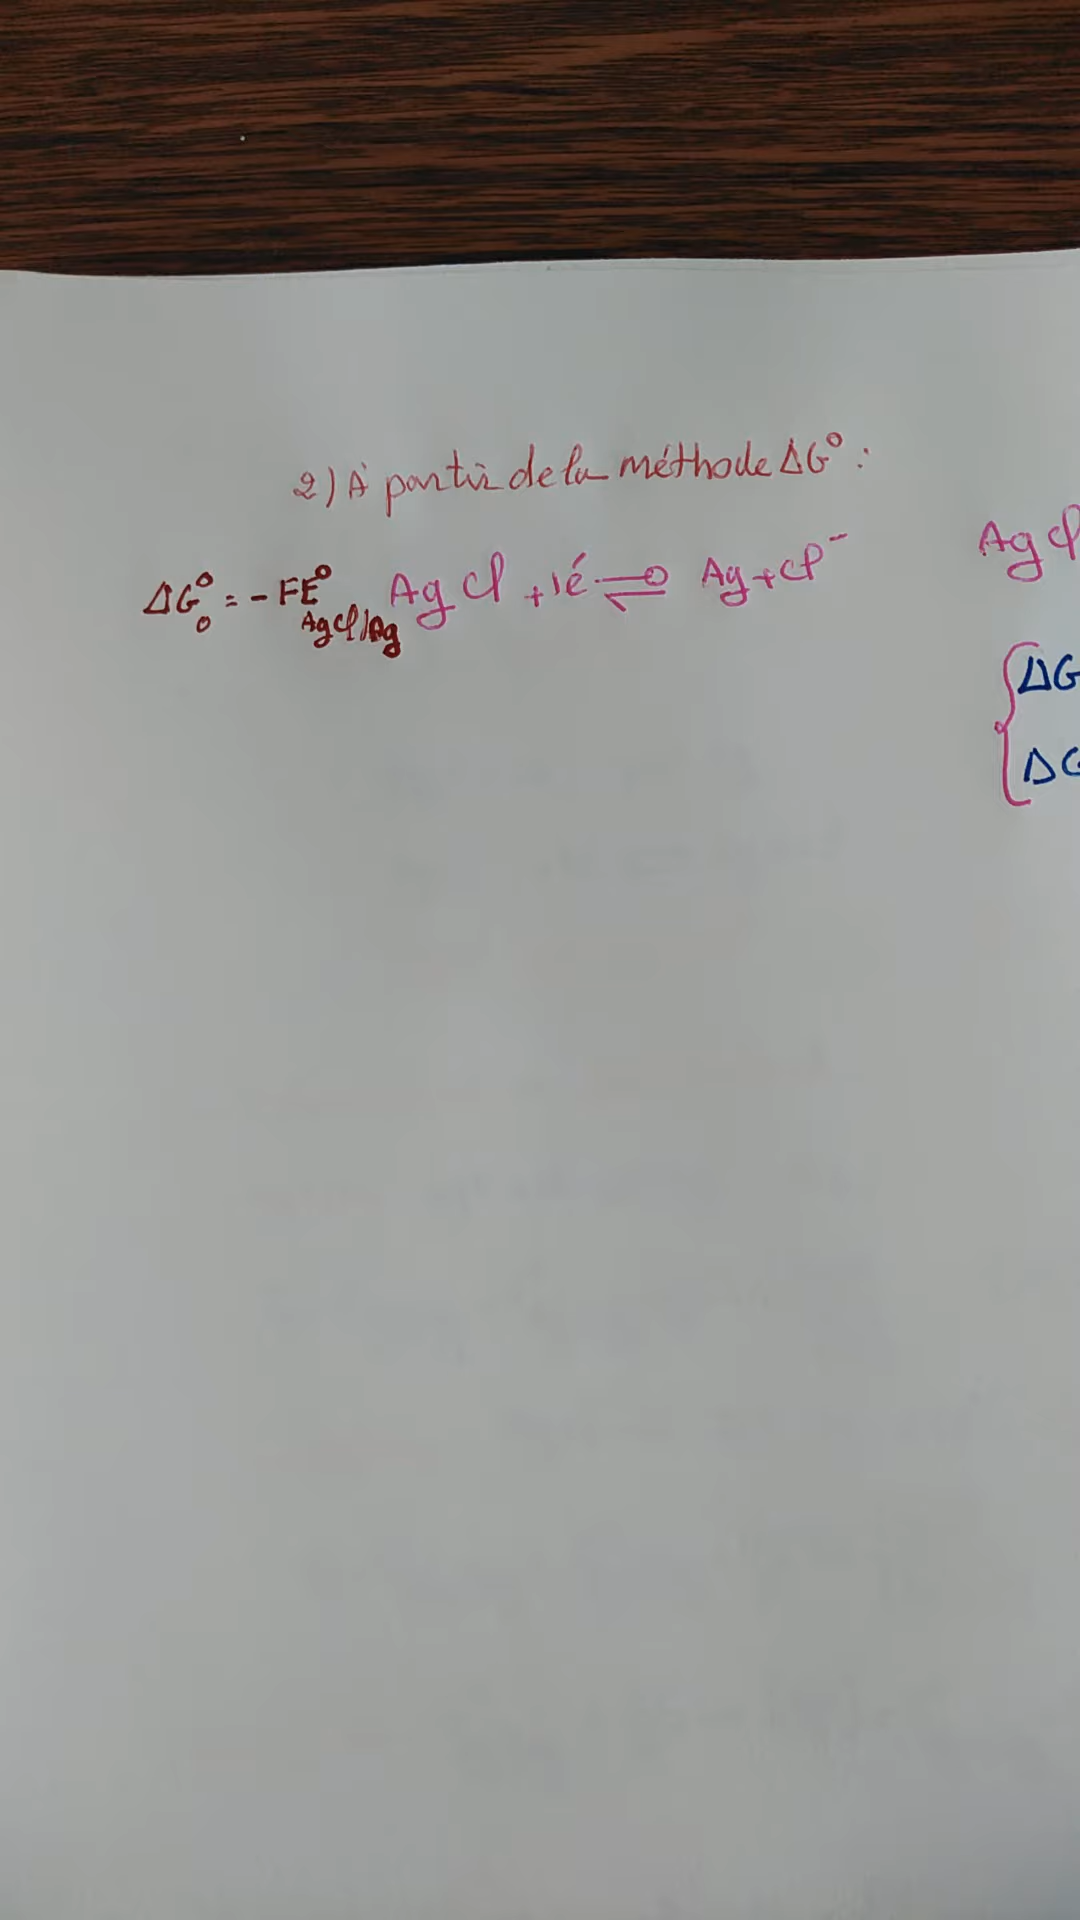 2) À partir de la méthode ΔG° :
ΔG°₀ = - FE° AgCl/Ag AgCl + 1é ⇌ Ag + Cl⁻
AgCl
{ ΔG
ΔG